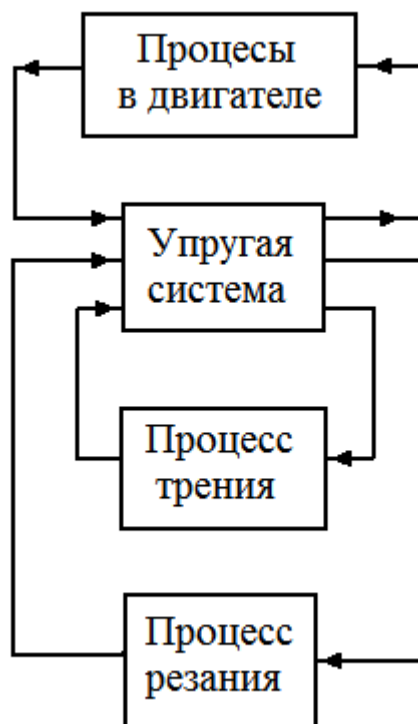 Процесы
в двигателе
Упругая
система
Процесс
трения
Процесс
резания